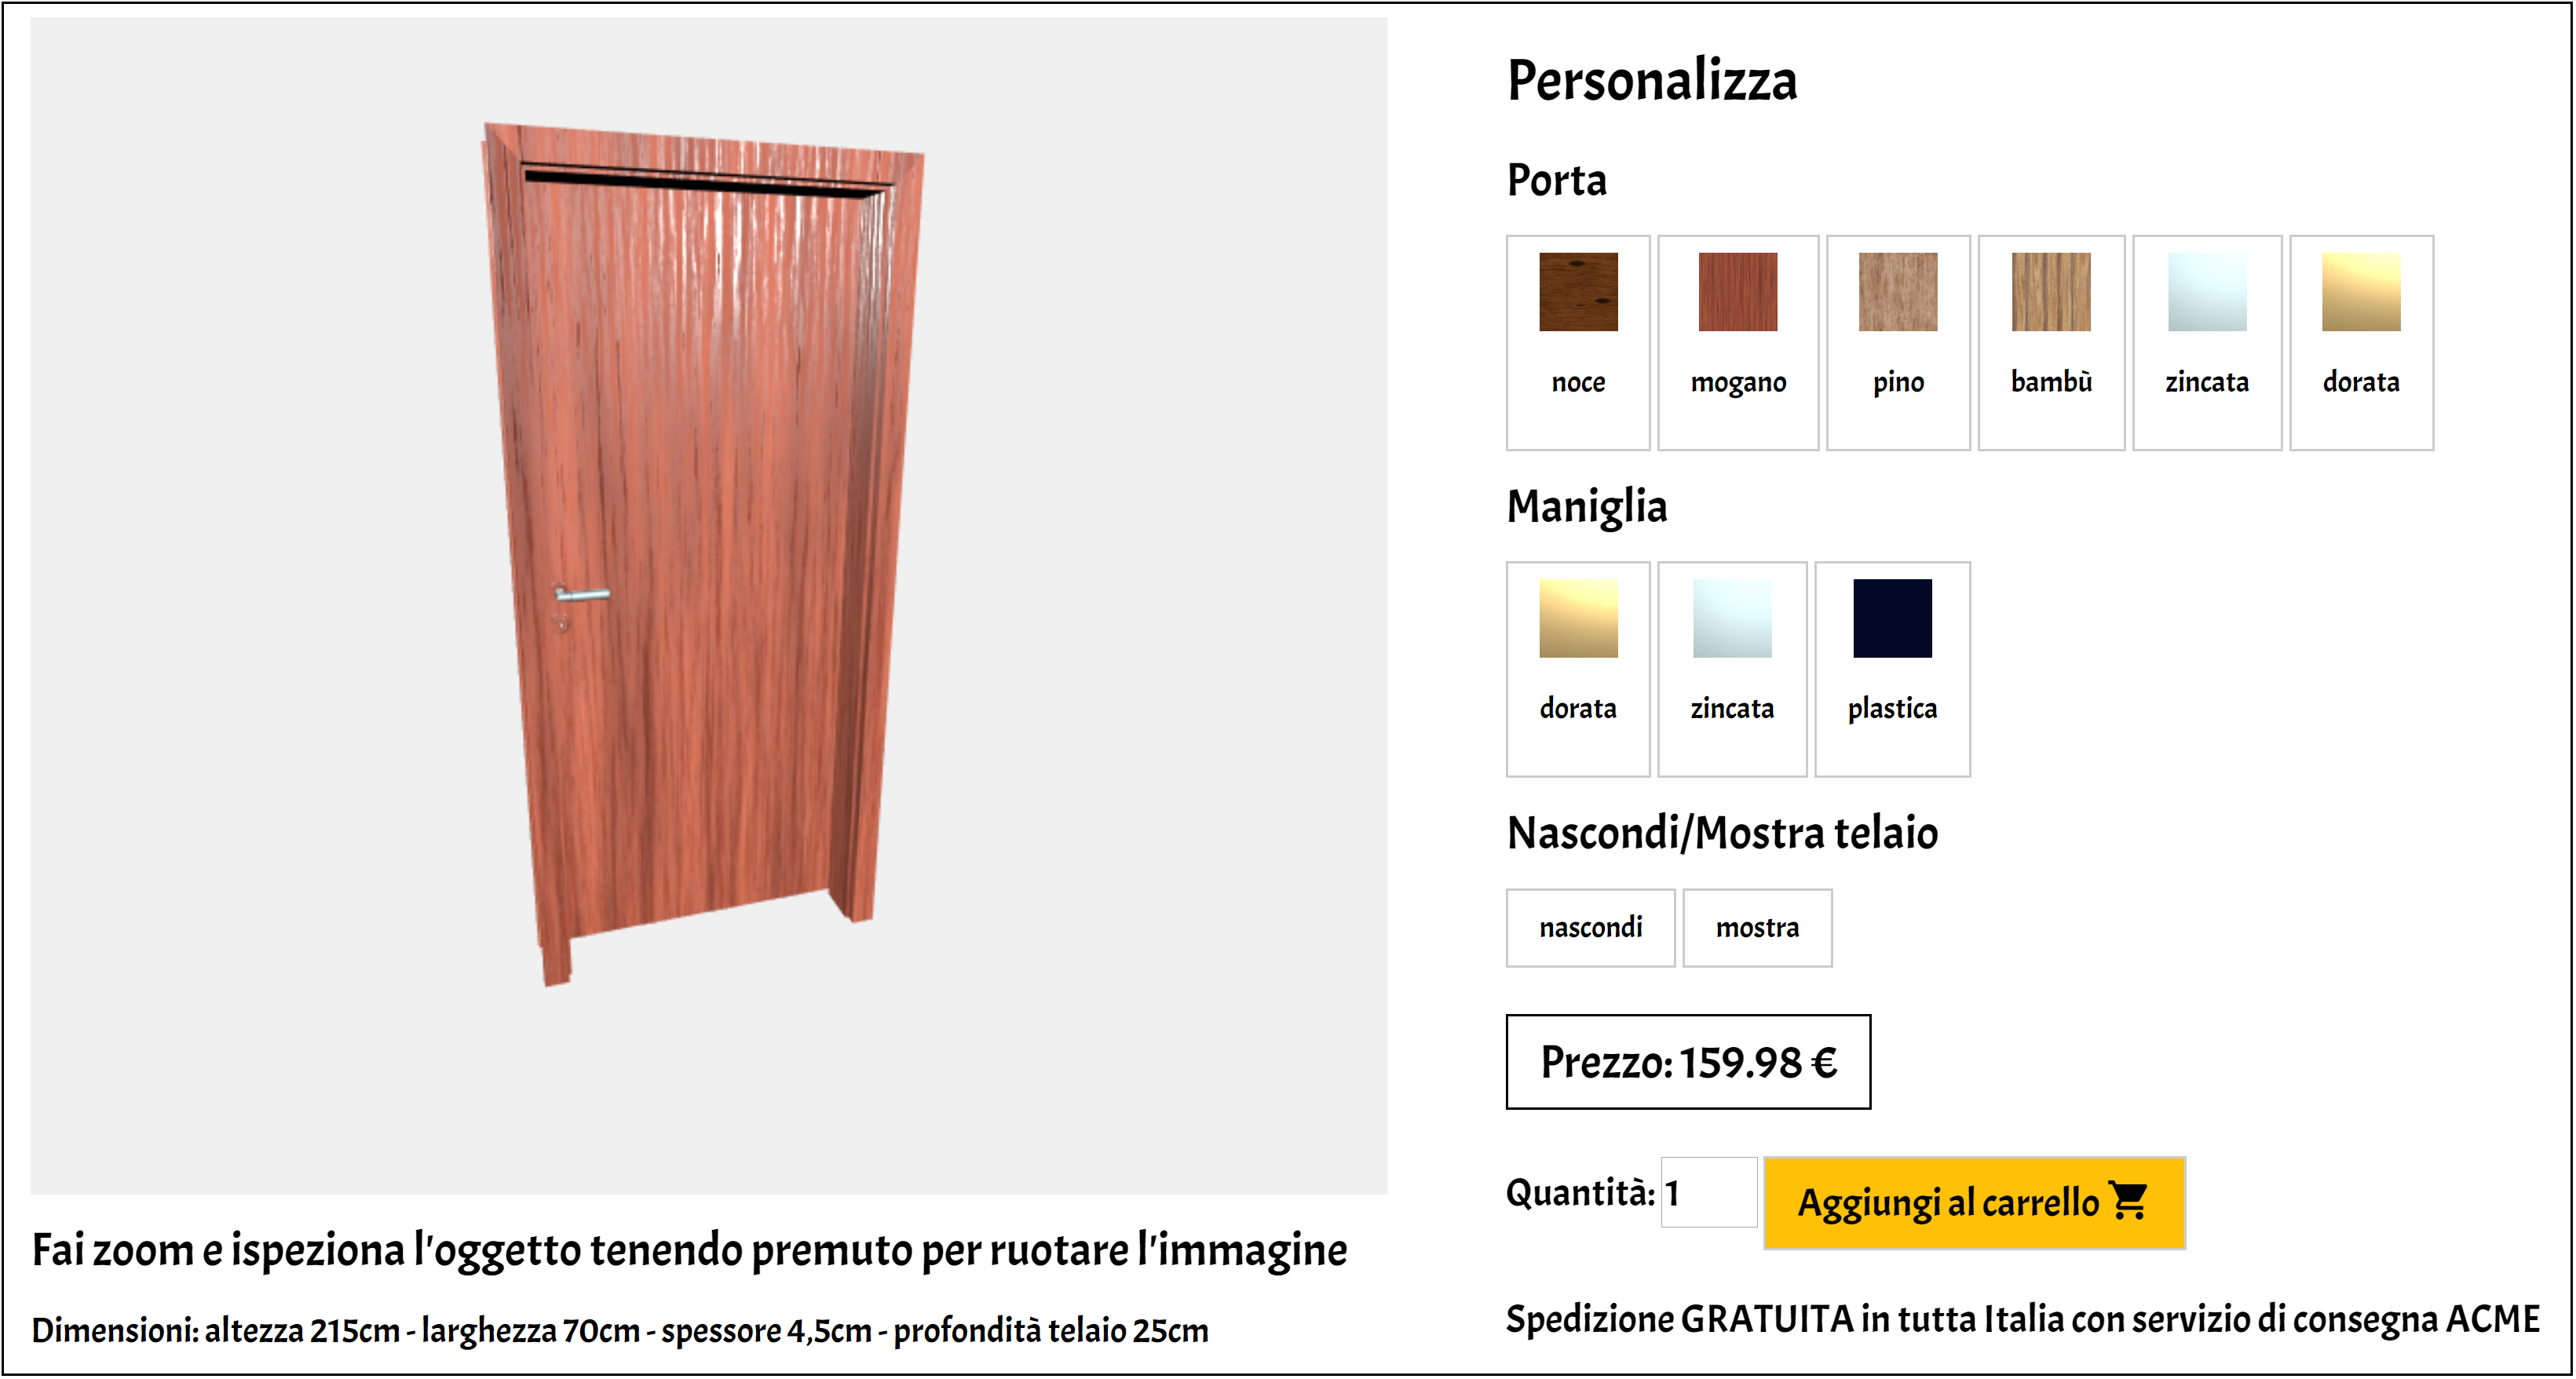 Personalizza
Porta
noce mogano pino bambù zincata dorata
Maniglia
dorata zincata plastica
Nascondi/Mostra telaio
nascondi mostra
Prezzo: 159.98 €
Quantità: 1 Aggiungi al carrello
Spedizione GRATUITA in tutta Italia con servizio di consegna ACME
Fai zoom e ispeziona l'oggetto tenendo premuto per ruotare l'immagine
Dimensioni: altezza 215cm - larghezza 70cm - spessore 4,5cm - profondità telaio 25cm